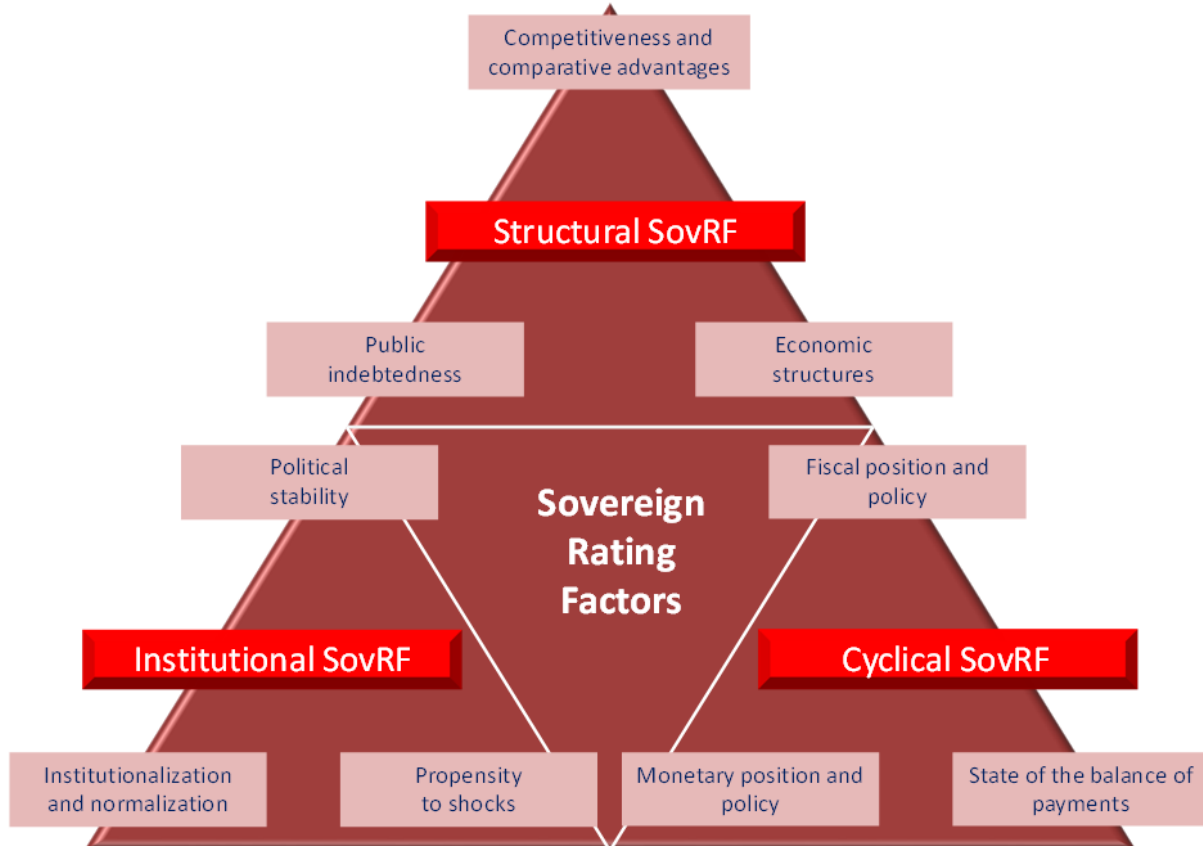 Competitiveness and
comparative advantages
Structural SovRF
Public
indebtedness
Economic
structures
Political
stability
Fiscal position and
policy
Sovereign
Rating
Factors
Institutional SovRF
Cyclical SovRF
Institutionalization
and normalization
Propensity
to shocks
Monetary position and
policy
State of the balance of
payments